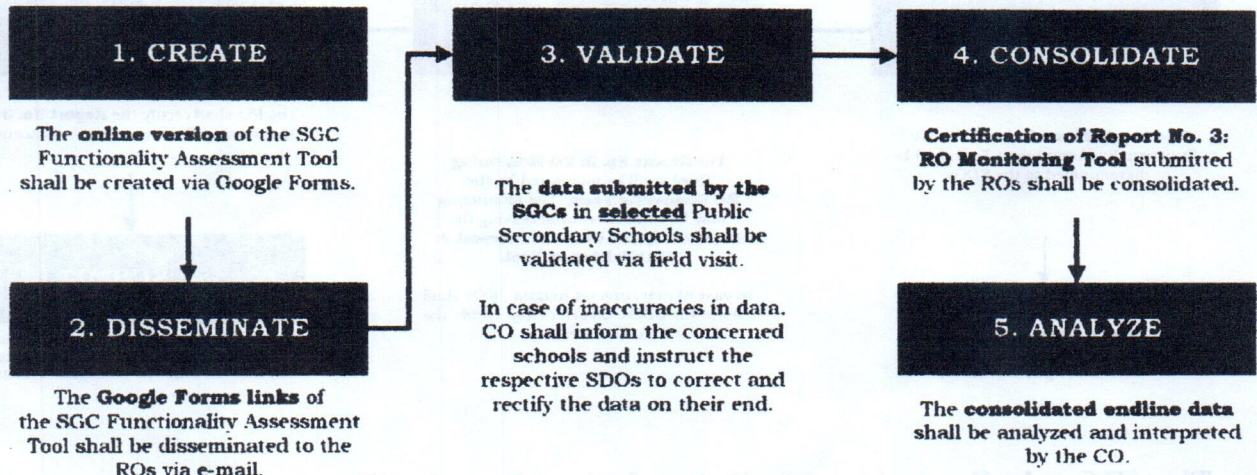 1. CREATE
The online version of the SGC
Functionality Assessment Tool
shall be created via Google Forms.
2. DISSEMINATE
The Google Forms links of
the SGC Functionality Assessment
Tool shall be disseminated to the
ROs via e-mail.
3. VALIDATE
The data submitted by the
SGCs in selected Public
Secondary Schools shall be
validated via field visit.
In case of inaccuracies in data.
CO shall inform the concerned
schools and instruct the
respective SDOs to correct and
rectify the data on their end.
4. CONSOLIDATE
Certification of Report No. 3:
RO Monitoring Tool submitted
by the ROs shall be consolidated.
5. ANALYZE
The consolidated endline data
shall be analyzed and interpreted
by the CO.